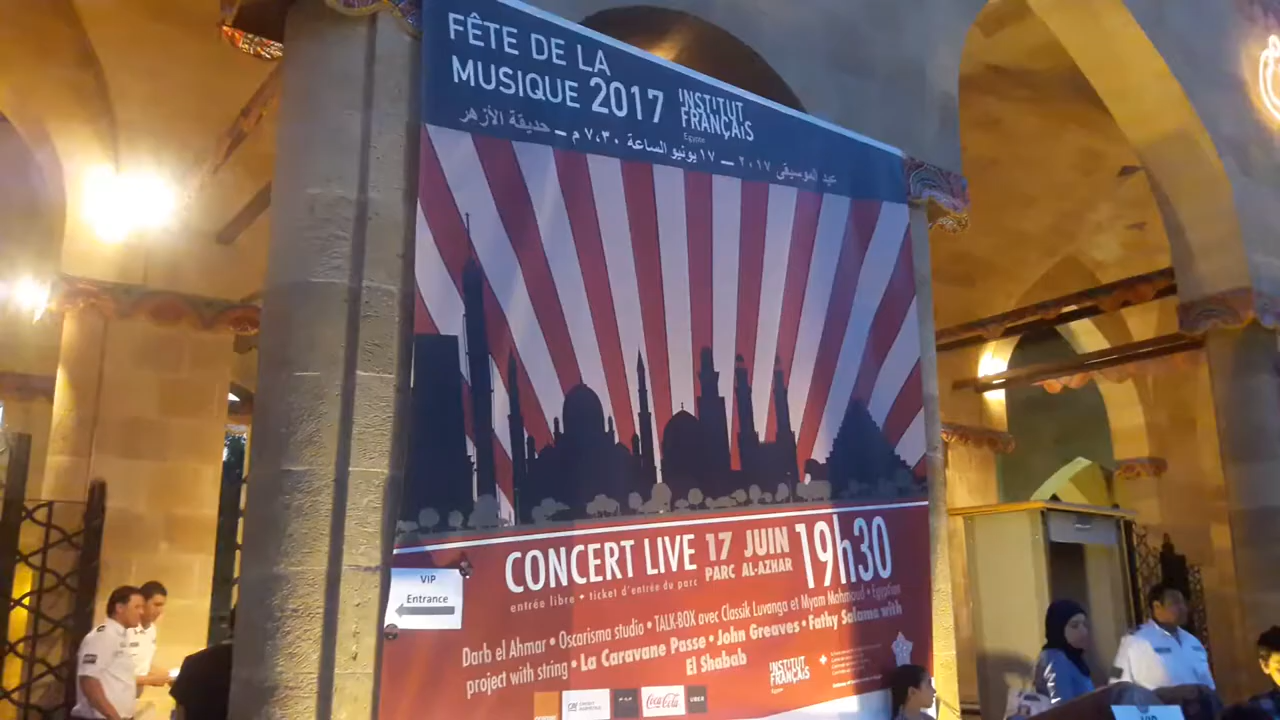 FÊTE DE LA
MUSIQUE 2017
INSTITUT
FRANÇAIS
Egypte
عيد الموسيقى ٢٠١٧ — ١٧ يونيو الساعة ٧،٣٠ م – حديقة الأزهر
CONCERT LIVE 17 JUIN 19h30
PARC AL-AZHAR
entrée libre • ticket d'entrée du parc
Darb el Ahmar • Oscarisma studio • TALK-BOX avec Classik Luvanga et Myam Mahmoud • Egyptian
project with string • La Caravane Passe • John Greaves • Fathy Salama with
El Shabab
INSTITUT
FRANÇAIS
Egypte
Coca-Cola
UBER
VIP
Entrance
VIP